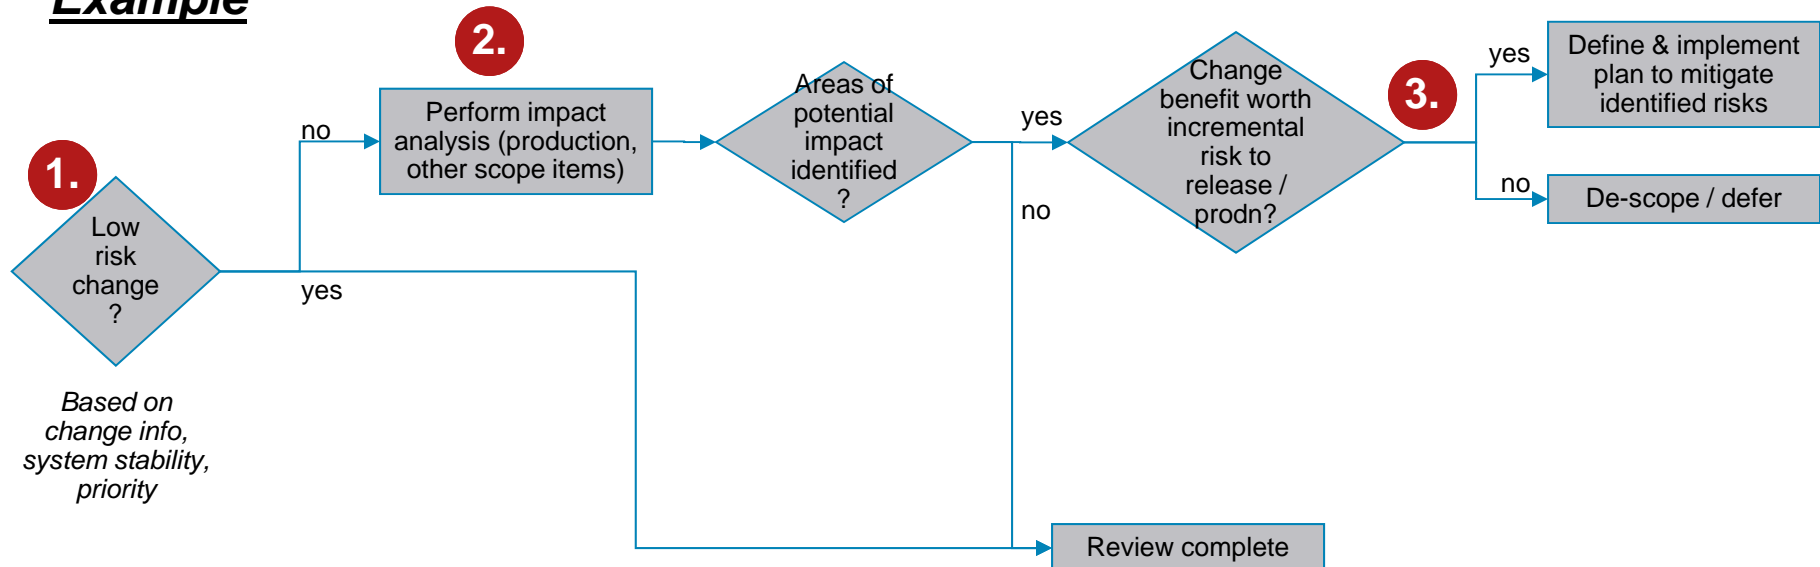 Example
1.
Low
risk
change
?
Based on
change info,
system stability,
priority
no
yes
2.
Perform impact
analysis (production,
other scope items)
Areas of
potential
impact
identified
?
yes
no
Change
benefit worth
incremental
risk to
release /
prodn?
3.
yes
Define & implement
plan to mitigate
identified risks
no
De-scope / defer
Review complete